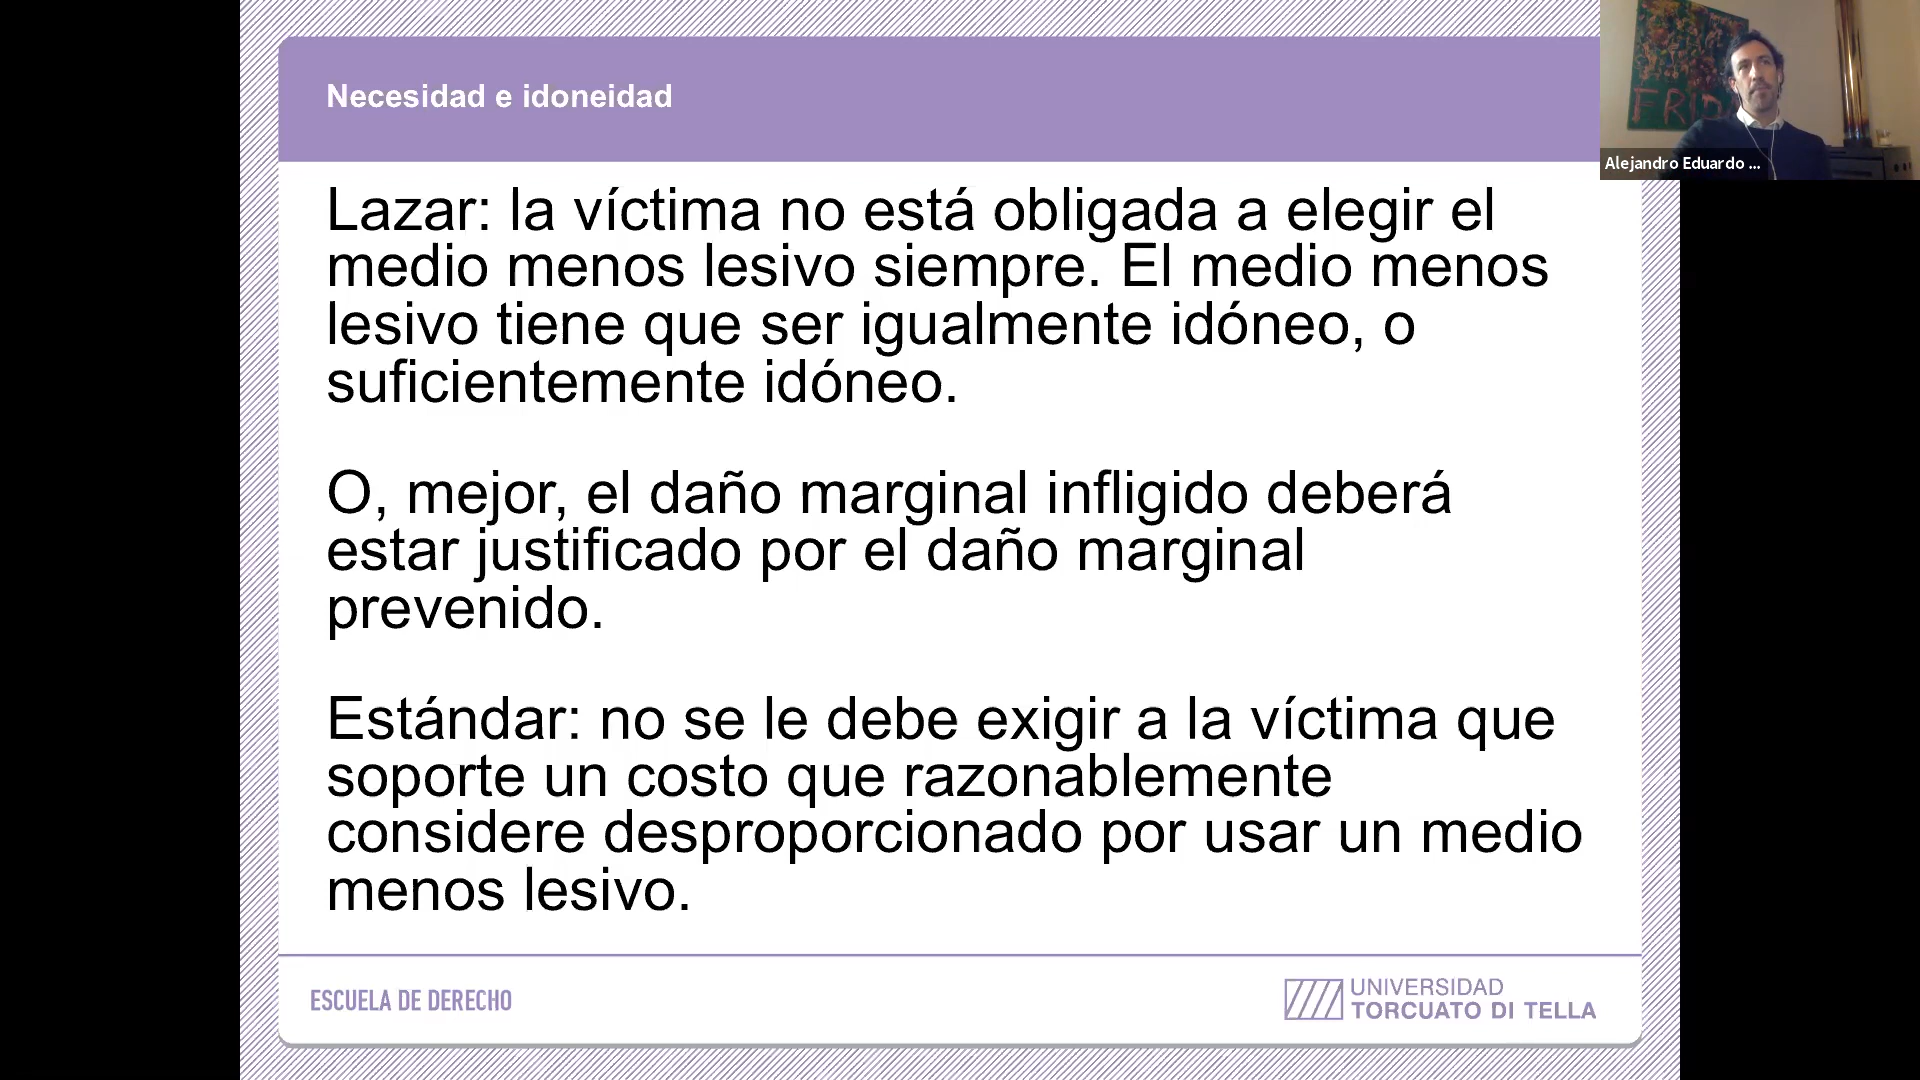 Necesidad e idoneidad
FRID
Alejandro Eduardo ...
Lazar: la víctima no está obligada a elegir el
medio menos lesivo siempre. El medio menos
lesivo tiene que ser igualmente idóneo, o
suficientemente idóneo.
O, mejor, el daño marginal infligido deberá
estar justificado por el daño marginal
prevenido.
Estándar: no se le debe exigir a la víctima que
soporte un costo que razonablemente
considere desproporcionado por usar un medio
menos lesivo.
ESCUELA DE DERECHO
UNIVERSIDAD
TORCUATO DI TELLA